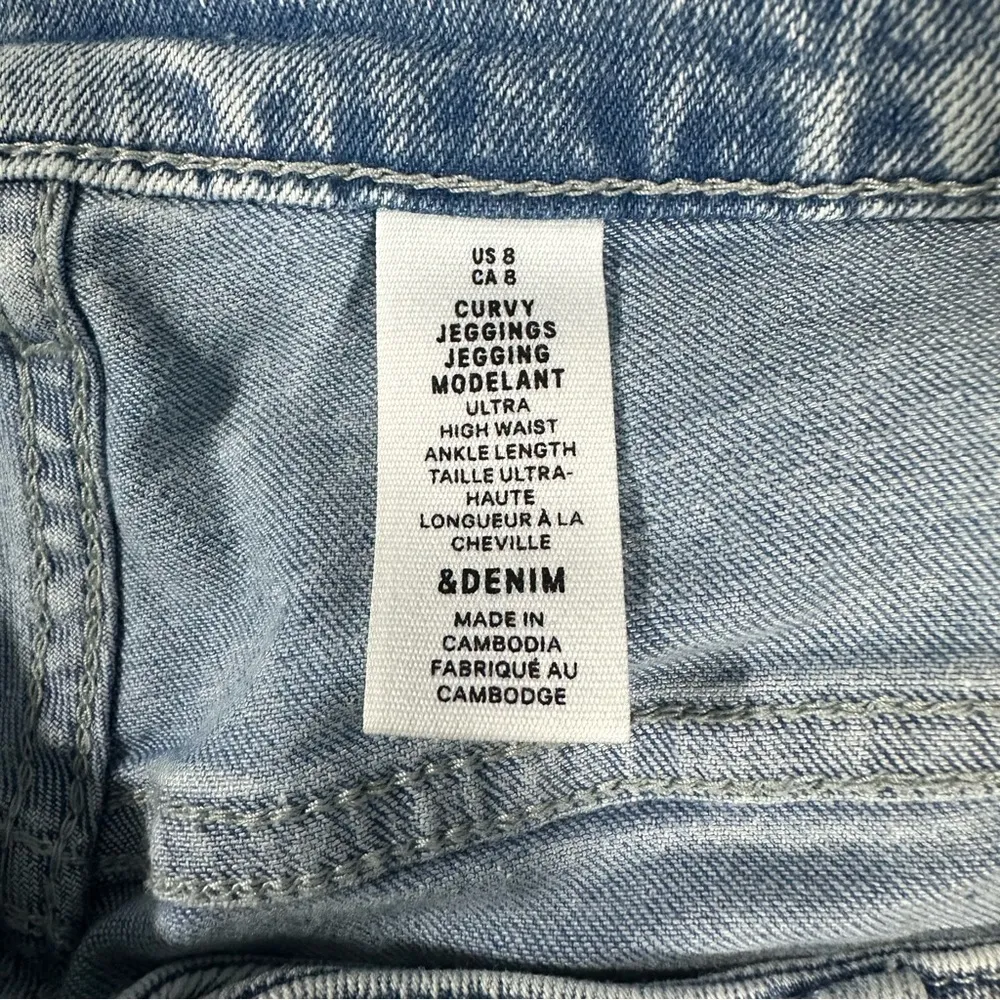 US 8
CA 8
CURVY
JEGGINGS
JEGGING
MODELANT
ULTRA
HIGH WAIST
ANKLE LENGTH
TAILLE ULTRA-
HAUTE
LONGUEUR À LA
CHEVILLE
&DENIM
MADE IN
CAMBODIA
FABRIQUÉ AU
CAMBODGE